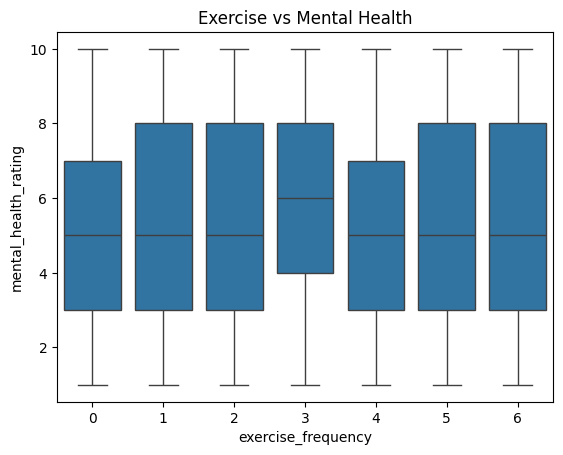 Exercise vs Mental Health
mental_health_rating
10
8
6
4
2
0 1 2 3 4 5 6
exercise_frequency